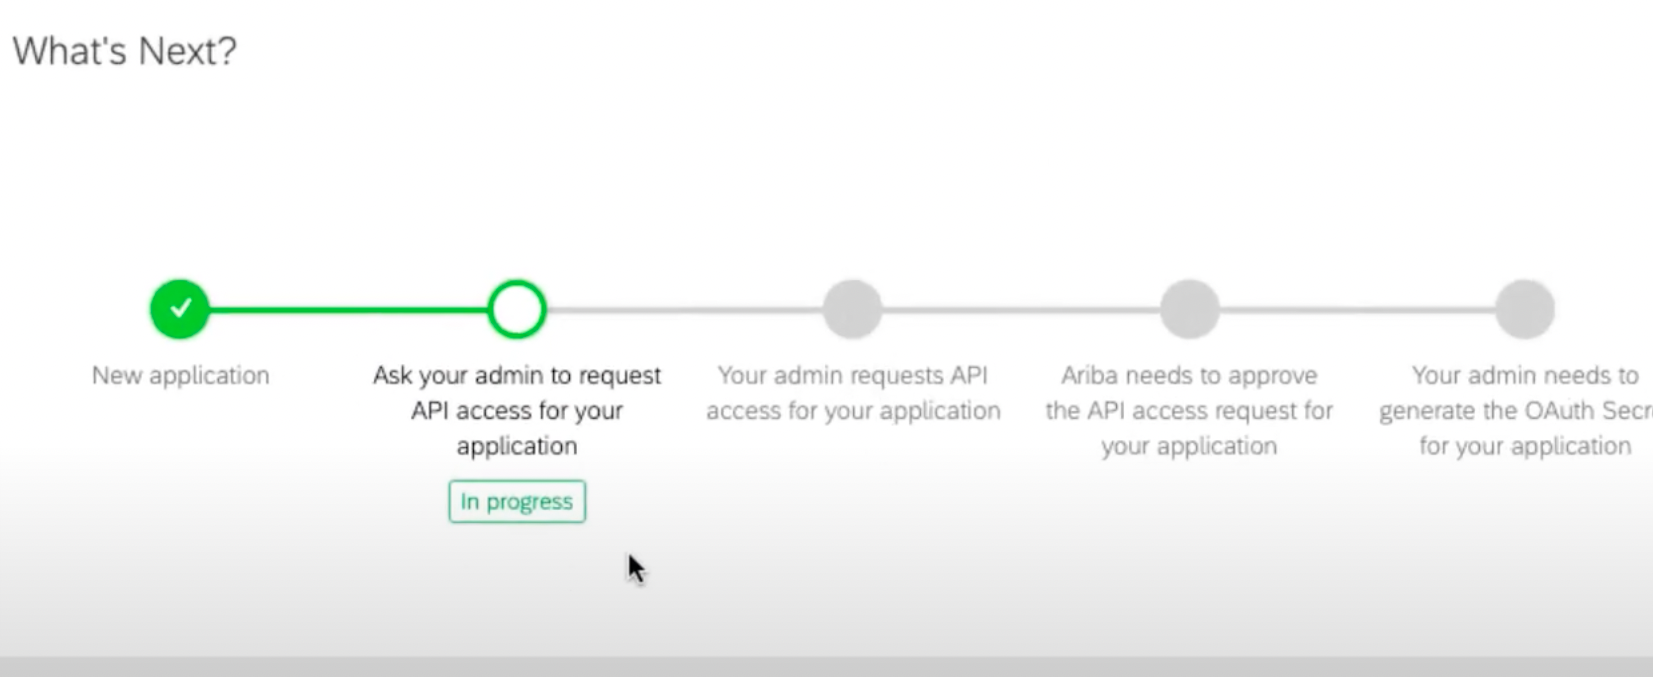 What's Next?
New application
Ask your admin to request
API access for your
application
In progress
Your admin requests API
access for your application
Ariba needs to approve
the API access request for
your application
Your admin needs to
generate the OAuth Secr
for your application